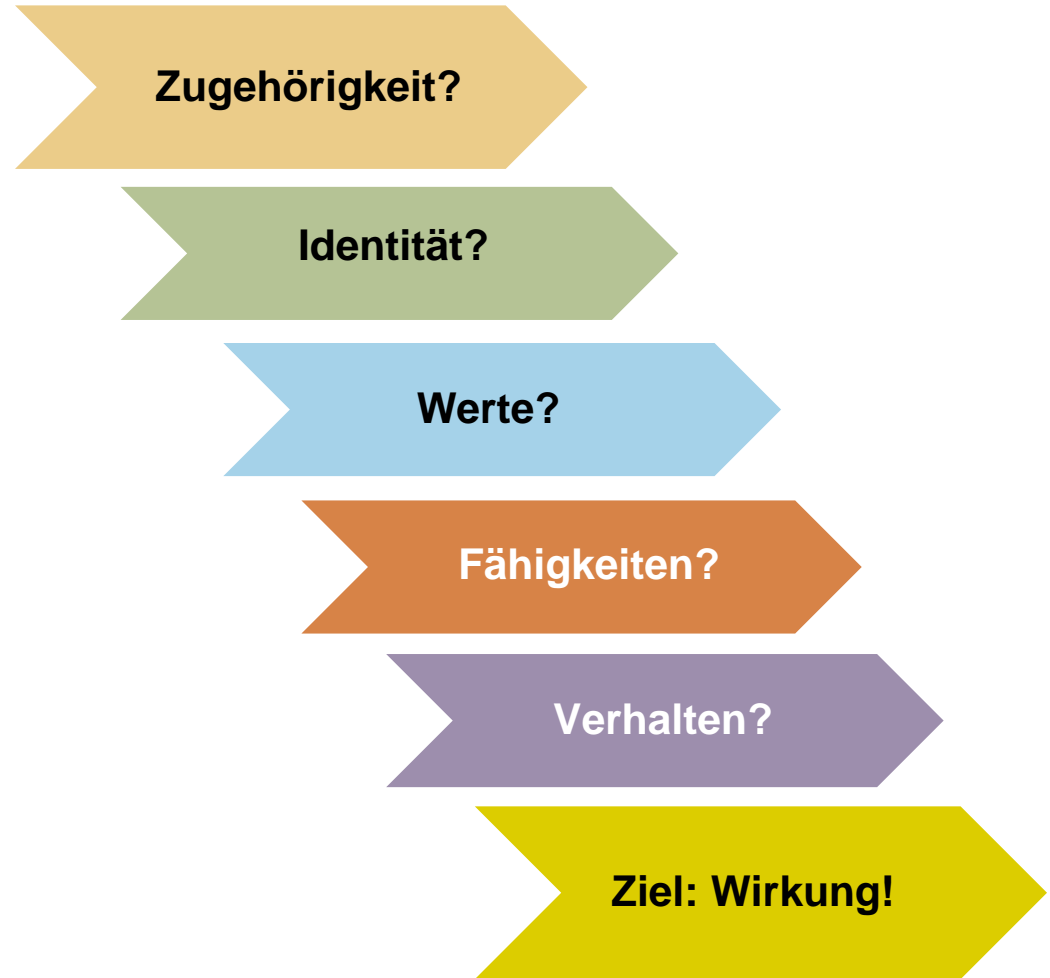 Zugehörigkeit?
Identität?
Werte?
Fähigkeiten?
Verhalten?
Ziel: Wirkung!